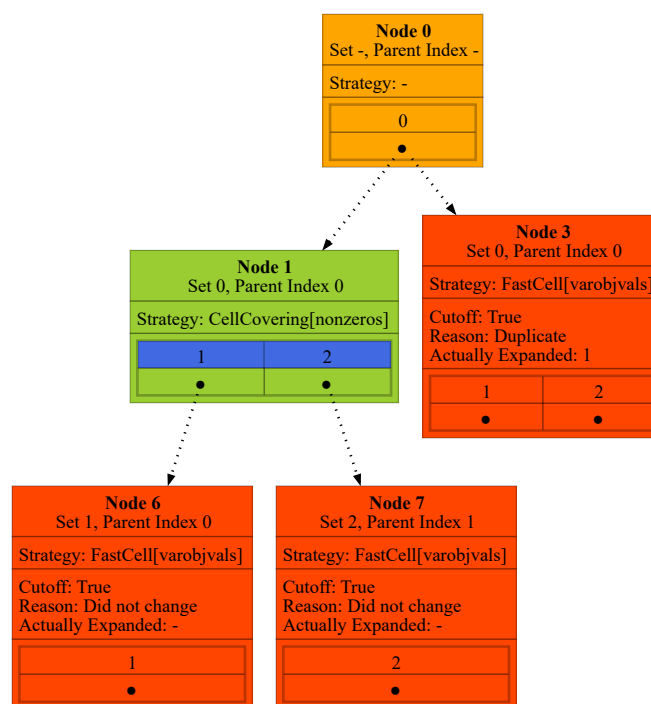 Node 0
Set -, Parent Index -
Strategy: -
0
Node 1
Set 0, Parent Index 0
Strategy: CellCovering[nonzeros]
1 2
Node 3
Set 0, Parent Index 0
Strategy: FastCell[varobjvals]
Cutoff: True
Reason: Duplicate
Actually Expanded: 1
1 2
Node 6
Set 1, Parent Index 0
Strategy: FastCell[varobjvals]
Cutoff: True
Reason: Did not change
Actually Expanded: -
1
Node 7
Set 2, Parent Index 1
Strategy: FastCell[varobjvals]
Cutoff: True
Reason: Did not change
Actually Expanded: -
2